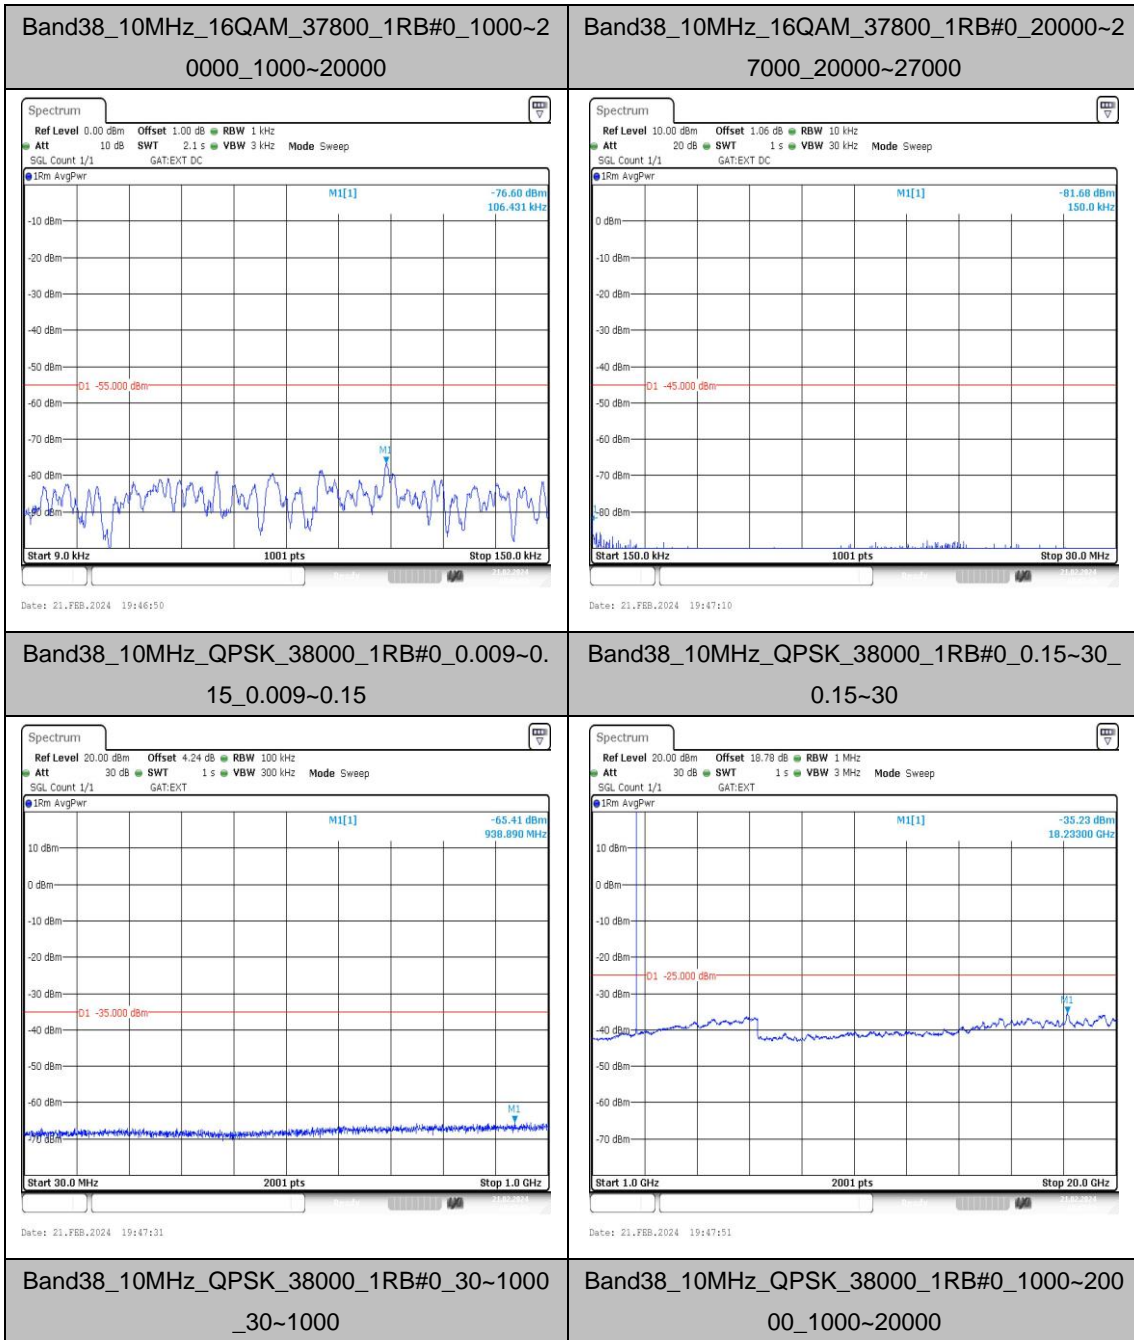 Band38_10MHz_16QAM_37800_1RB#0_1000~2
0000_1000~20000
Band38_10MHz_16QAM_37800_1RB#0_20000~2
7000_20000~27000
Spectrum
Ref Level 0.00 dBm Offset 1.00 dB RBW 1 kHz
Att 10 dB SWT 2.1 s VBW 3 kHz Mode Sweep
SGL Count 1/1 GAT:EXT DC
1Rm AvgPwr
M1[1] -76.60 dBm
106.431 kHz
-10 dBm
-20 dBm
-30 dBm
-40 dBm
-50 dBm
D1 -55.000 dBm
-60 dBm
-70 dBm
M1
-80 dBm
-90 dBm
Start 9.0 kHz 1001 pts Stop 150.0 kHz
Date: 21.FEB.2024 19:46:50
Spectrum
Ref Level 10.00 dBm Offset 1.06 dB RBW 10 kHz
Att 20 dB SWT 1 s VBW 30 kHz Mode Sweep
SGL Count 1/1 GAT:EXT DC
1Rm AvgPwr
M1[1] -81.68 dBm
150.0 kHz
0 dBm
-10 dBm
-20 dBm
-30 dBm
-40 dBm
D1 -45.000 dBm
-50 dBm
-60 dBm
-70 dBm
-80 dBm
Start 150.0 kHz 1001 pts Stop 30.0 MHz
Date: 21.FEB.2024 19:47:10
Band38_10MHz_QPSK_38000_1RB#0_0.009~0.
15_0.009~0.15
Band38_10MHz_QPSK_38000_1RB#0_0.15~30_
0.15~30
Spectrum
Ref Level 20.00 dBm Offset 4.24 dB RBW 100 kHz
Att 30 dB SWT 1 s VBW 300 kHz Mode Sweep
SGL Count 1/1 GAT:EXT
1Rm AvgPwr
M1[1] -65.41 dBm
938.890 MHz
10 dBm
0 dBm
-10 dBm
-20 dBm
-30 dBm
D1 -35.000 dBm
-40 dBm
-50 dBm
-60 dBm
M1
-70 dBm
Start 30.0 MHz 2001 pts Stop 1.0 GHz
Date: 21.FEB.2024 19:47:31
Spectrum
Ref Level 20.00 dBm Offset 18.78 dB RBW 1 MHz
Att 30 dB SWT 1 s VBW 3 MHz Mode Sweep
SGL Count 1/1 GAT:EXT
1Rm AvgPwr
M1[1] -35.23 dBm
18.23300 GHz
10 dBm
0 dBm
-10 dBm
-20 dBm
D1 -25.000 dBm
-30 dBm
M1
-40 dBm
-50 dBm
-60 dBm
-70 dBm
Start 1.0 GHz 2001 pts Stop 20.0 GHz
Date: 21.FEB.2024 19:47:51
Band38_10MHz_QPSK_38000_1RB#0_30~1000
_30~1000
Band38_10MHz_QPSK_38000_1RB#0_1000~200
00_1000~20000